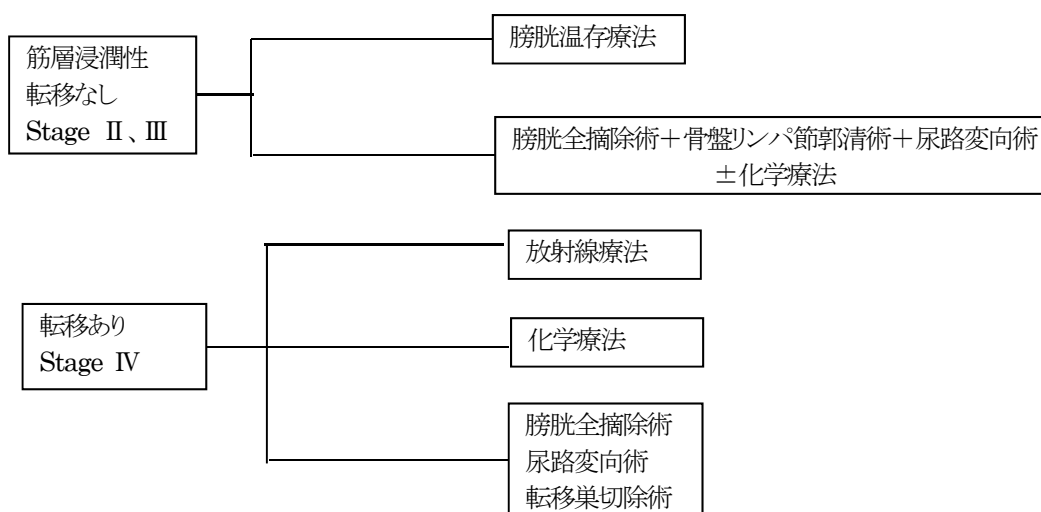 膀胱温存療法
筋層浸潤性
転移なし
Stage Ⅱ、Ⅲ
膀胱全摘除術＋骨盤リンパ節郭清術＋尿路変向術
±化学療法
放射線療法
転移あり
Stage Ⅳ
化学療法
膀胱全摘除術
尿路変向術
転移巣切除術